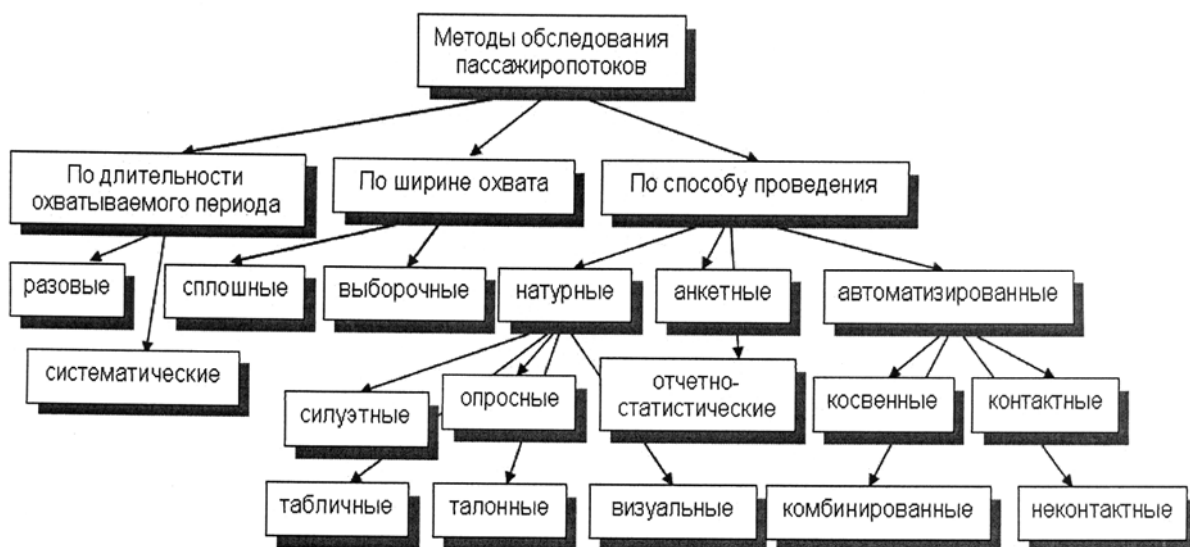 Методы обследования
пассажиропотоков
По длительности
охватываемого периода
По ширине охвата
По способу проведения
разовые
сплошные
выборочные
натурные
анкетные
автоматизированные
систематические
силуэтные
опросные
отчетно-
статистические
косвенные
контактные
табличные
талонные
визуальные
комбинированные
неконтактные